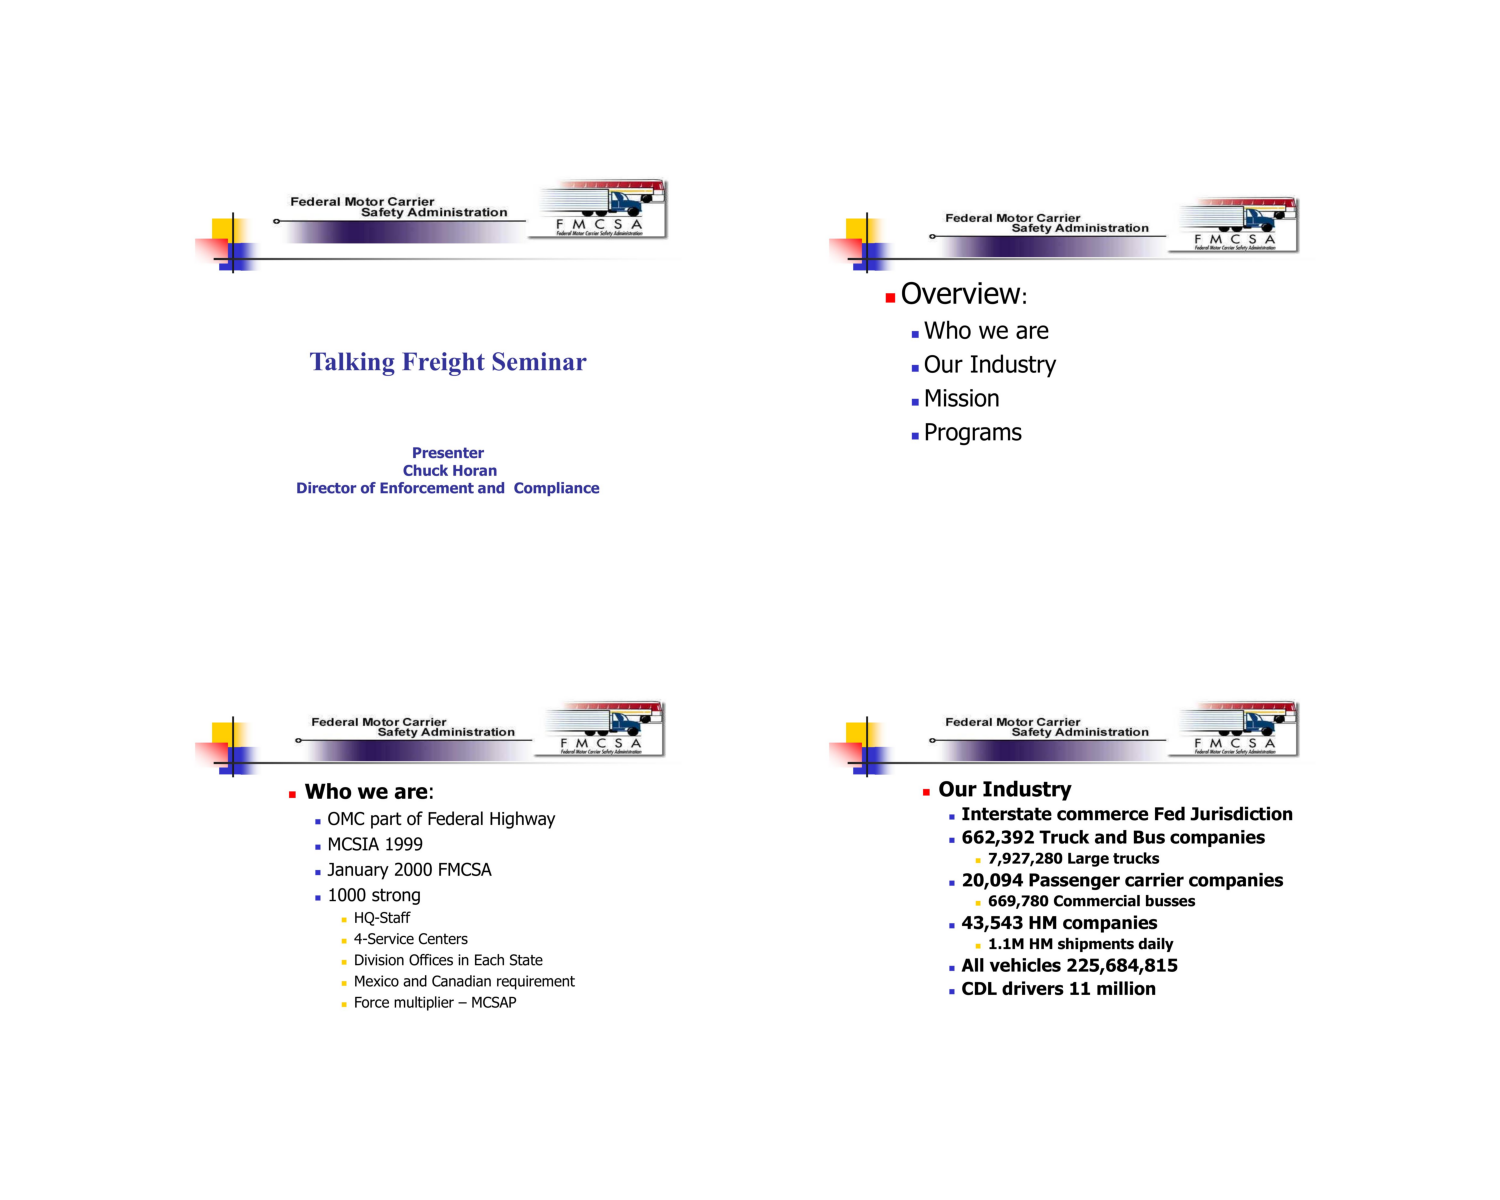 Federal Motor Carrier
Safety Administration
F M C S A
Federal Motor Carrier Safety Administration
Talking Freight Seminar
Presenter
Chuck Horan
Director of Enforcement and  Compliance
Federal Motor Carrier
Safety Administration
F M C S A
Federal Motor Carrier Safety Administration
Overview:
Who we are
Our Industry
Mission
Programs
Federal Motor Carrier
Safety Administration
F M C S A
Federal Motor Carrier Safety Administration
Who we are:
OMC part of Federal Highway
MCSIA 1999
January 2000 FMCSA
1000 strong
HQ-Staff
4-Service Centers
Division Offices in Each State
Mexico and Canadian requirement
Force multiplier – MCSAP
Federal Motor Carrier
Safety Administration
F M C S A
Federal Motor Carrier Safety Administration
Our Industry
Interstate commerce Fed Jurisdiction
662,392 Truck and Bus companies
7,927,280 Large trucks
20,094 Passenger carrier companies
669,780 Commercial busses
43,543 HM companies
1.1M HM shipments daily
All vehicles 225,684,815
CDL drivers 11 million